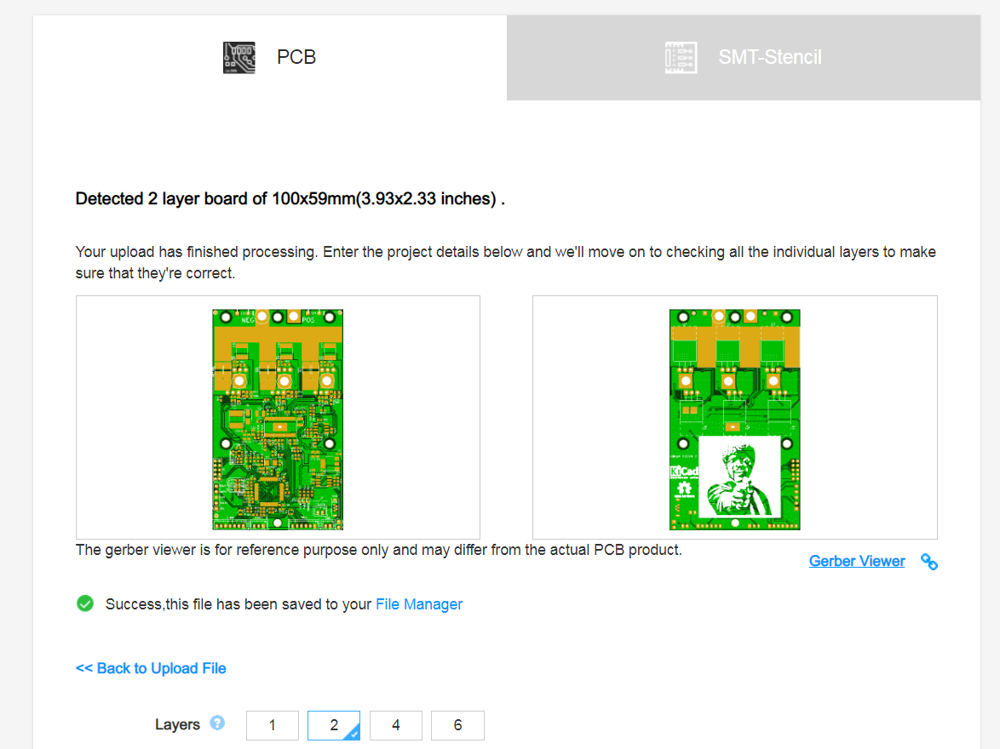 PCB
SMT-Stencil
Detected 2 layer board of 100x59mm(3.93x2.33 inches) .
Your upload has finished processing. Enter the project details below and we'll move on to checking all the individual layers to make
sure that they're correct.
NEG
POS
KiCad
The gerber viewer is for reference purpose only and may differ from the actual PCB product.
Gerber Viewer
Success,this file has been saved to your File Manager
<< Back to Upload File
Layers ? 1 2 4 6